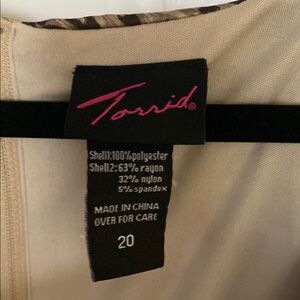 Torrid®
Shell1:100%polyester
Shell2:63% rayon
32% nylon
5% spandex
MADE IN CHINA
OVER FOR CARE
20